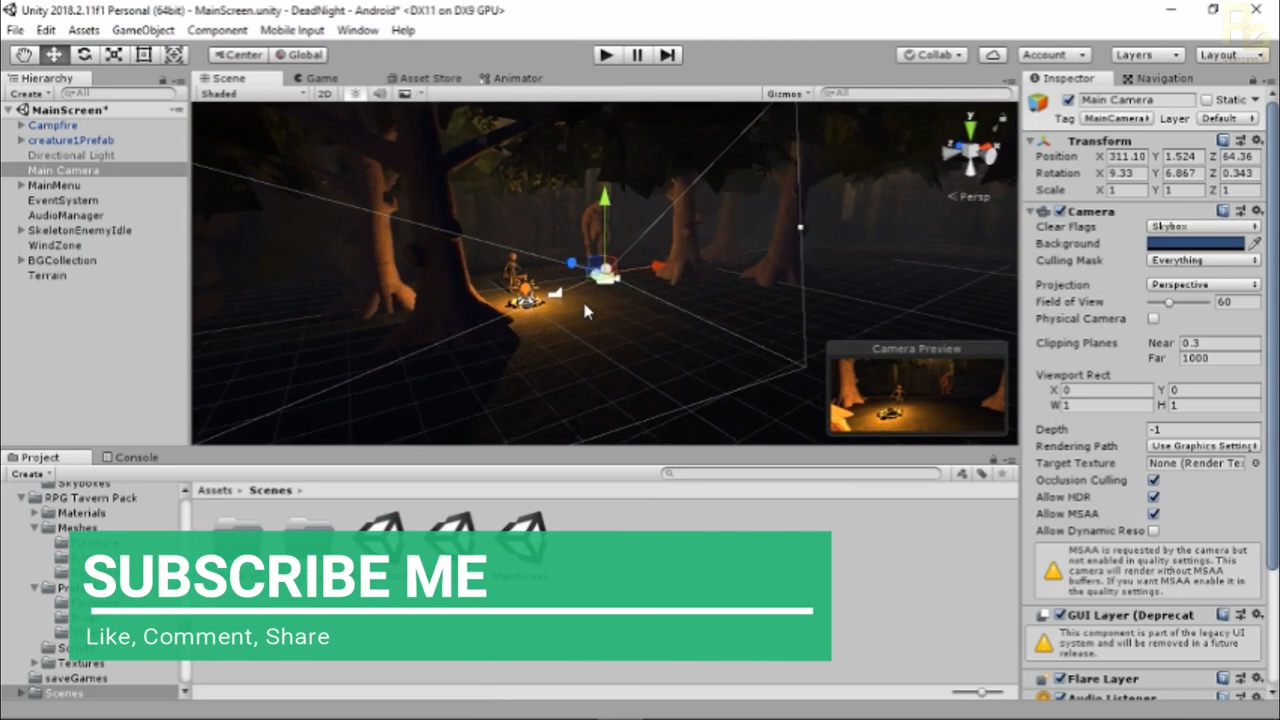 Unity 2018.2.11f1 Personal (64bit) - MainScreen.unity - DeadNight - Android* <DX11 on DX9 GPU>
File Edit Assets GameObject Component Mobile Input Window Help
Center Global Collab Account Layers Layout
Hierarchy Scene Game Asset Store Animator Inspector Navigation
Create All Shaded 2D Gizmos All
MainScreen*
Campfire
creature1Prefab
Directional Light
Main Camera
MainMenu
EventSystem
AudioManager
SkeletonEnemyIdle
WindZone
BGCollection
Terrain
y
z x
Persp
Camera Preview
Main Camera Static
Tag MainCamera Layer Default
Transform
Position X 311.10 Y 1.524 Z 64.36
Rotation X 9.33 Y 6.867 Z 0.343
Scale X 1 Y 1 Z 1
Camera
Clear Flags Skybox
Background
Culling Mask Everything
Projection Perspective
Field of View 60
Physical Camera
Clipping Planes Near 0.3
Far 1000
Viewport Rect
X 0 Y 0
W 1 H 1
Depth -1
Rendering Path Use Graphics Setting
Target Texture None (Render Te:
Occlusion Culling
Allow HDR
Allow MSAA
Allow Dynamic Reso
MSAA is requested by the camera but
not enabled in quality settings. This
camera will render without MSAA
buffers. If you want MSAA enable it in
the quality settings.
GUI Layer (Deprecat
This component is part of the legacy UI
system and will be removed in a future
release.
Flare Layer
Audio Listener
Project Console
Create
Assets Scenes
Skyboxes
RPG Tavern Pack
Materials
Meshes
Textures
saveGames
Scenes
SUBSCRIBE ME
Like, Comment, Share